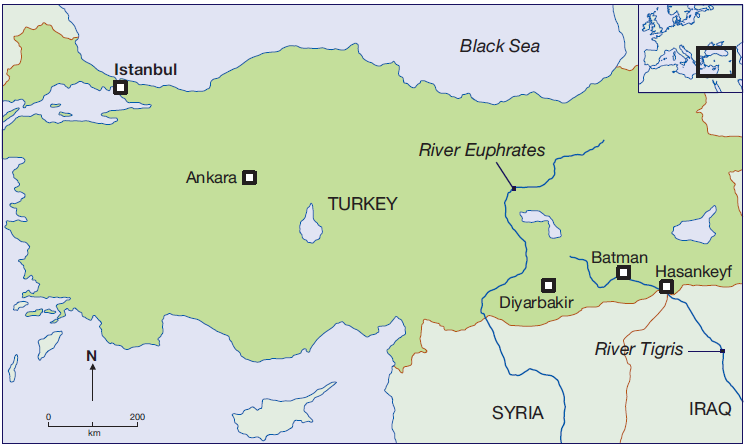 Black Sea
Istanbul
River Euphrates
Ankara
TURKEY
Batman
Hasankeyf
Diyarbakir
River Tigris
N
0 200
km
SYRIA
IRAQ